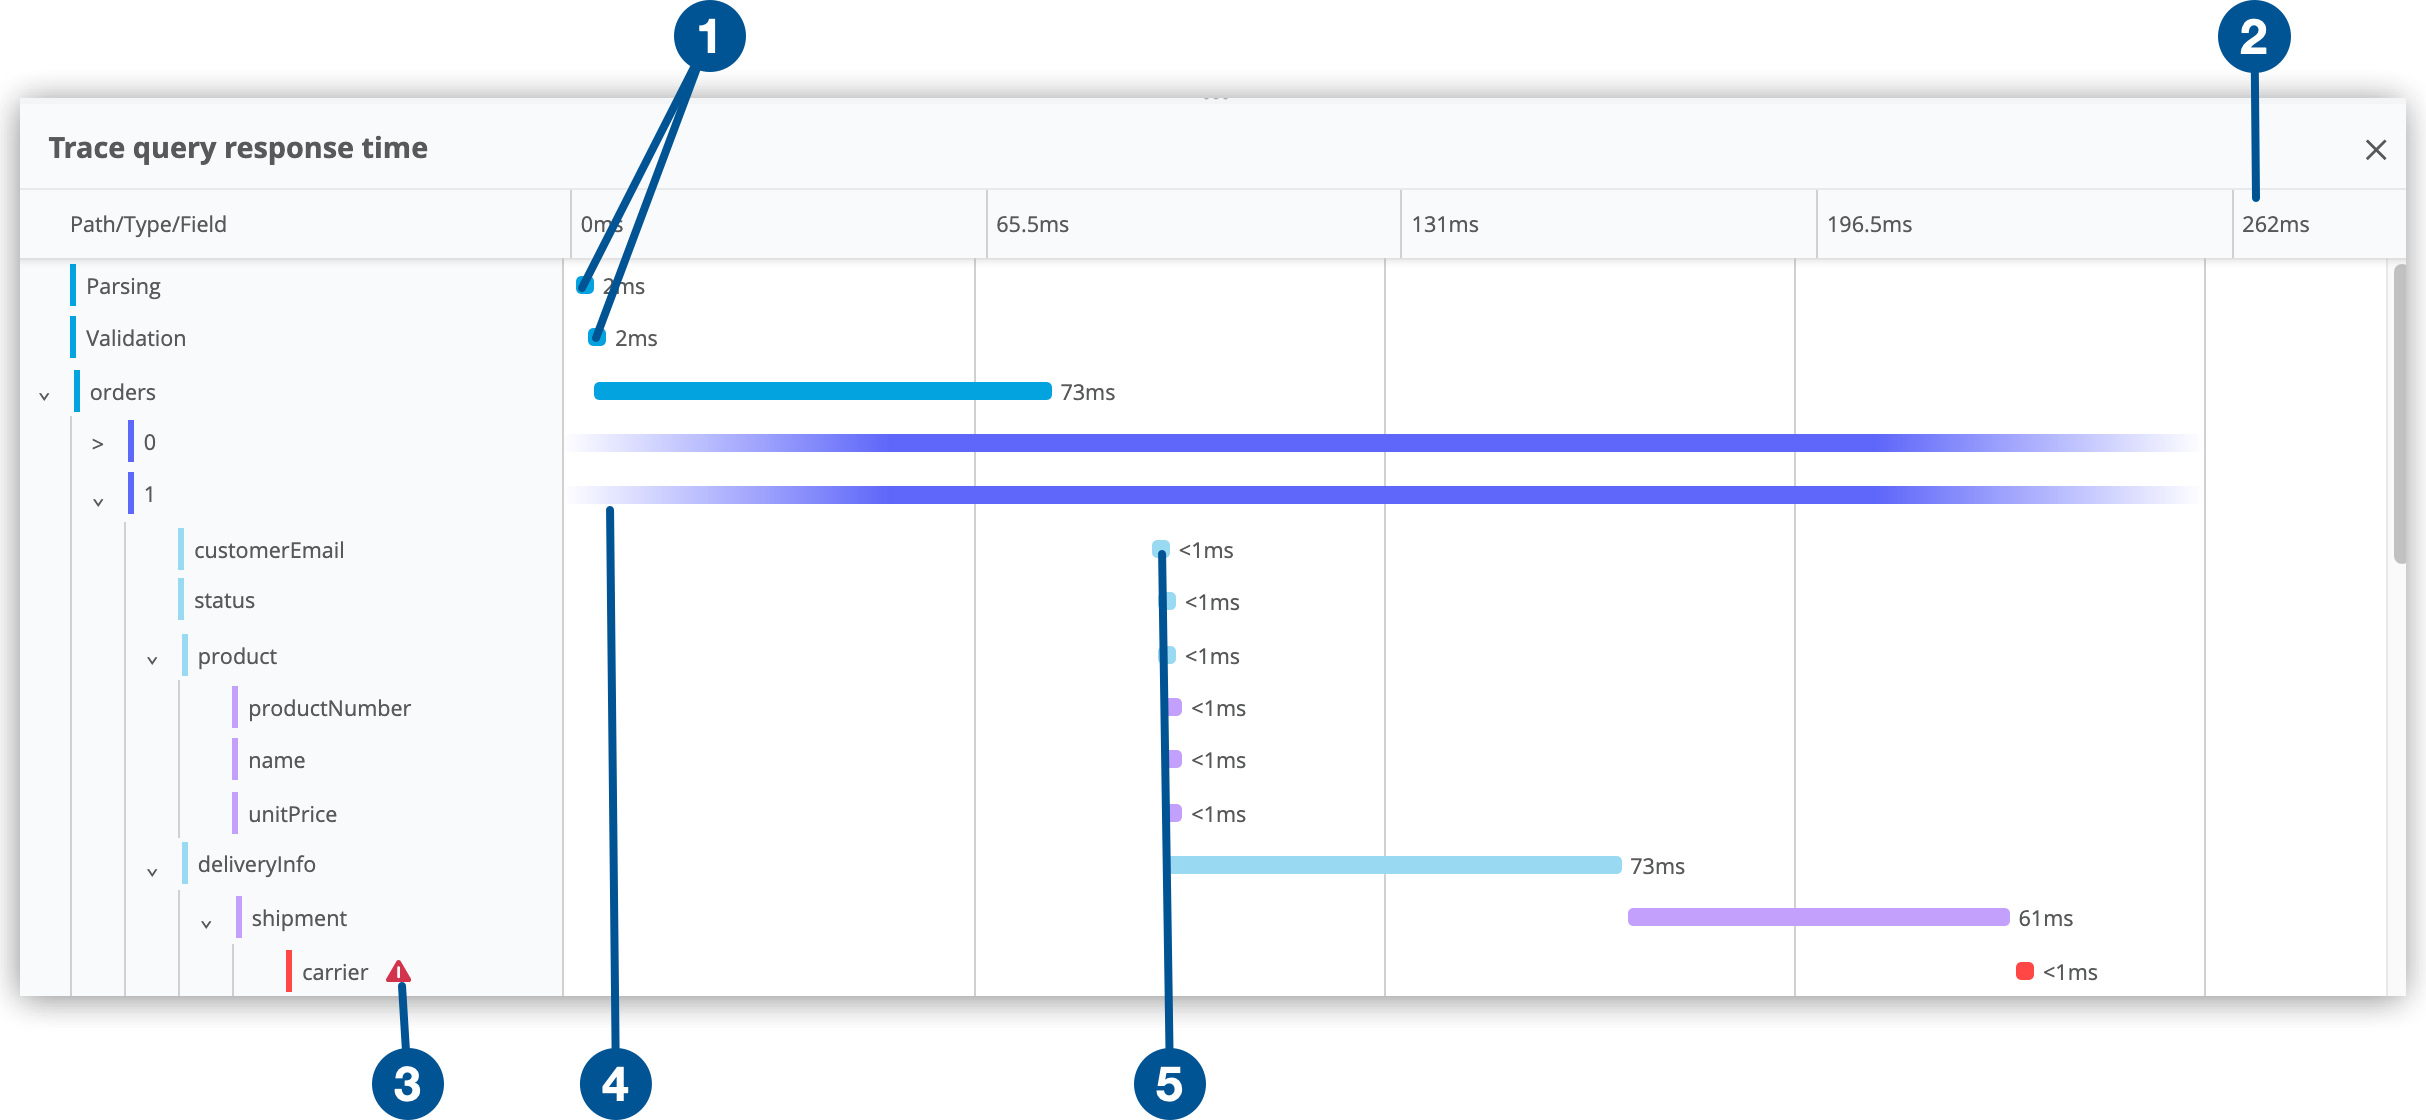 1
2
Trace query response time
Path/Type/Field 0ms 65.5ms 131ms 196.5ms 262ms
Parsing 2ms
Validation 2ms
orders 73ms
0
1
customerEmail <1ms
status <1ms
product <1ms
productNumber <1ms
name <1ms
unitPrice <1ms
deliveryInfo 73ms
shipment 61ms
carrier <1ms
3
4
5